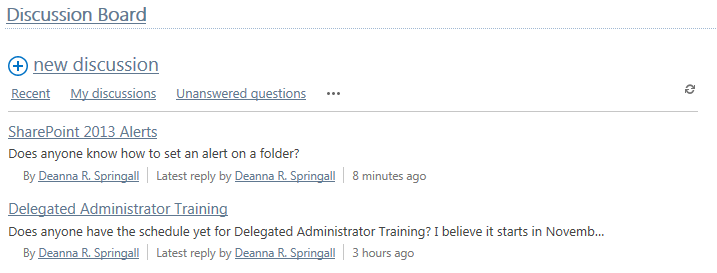 Discussion Board
new discussion
Recent My discussions Unanswered questions ...
SharePoint 2013 Alerts
Does anyone know how to set an alert on a folder?
By Deanna R. Springall Latest reply by Deanna R. Springall 8 minutes ago
Delegated Administrator Training
Does anyone have the schedule yet for Delegated Administrator Training? I believe it starts in Novemb...
By Deanna R. Springall Latest reply by Deanna R. Springall 3 hours ago